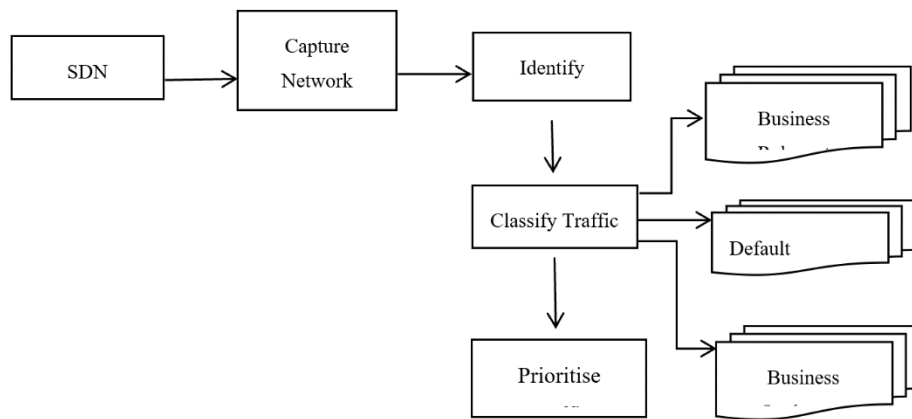 SDN
Capture
Network
Identify
Business
Classify Traffic
Default
Prioritise
Business